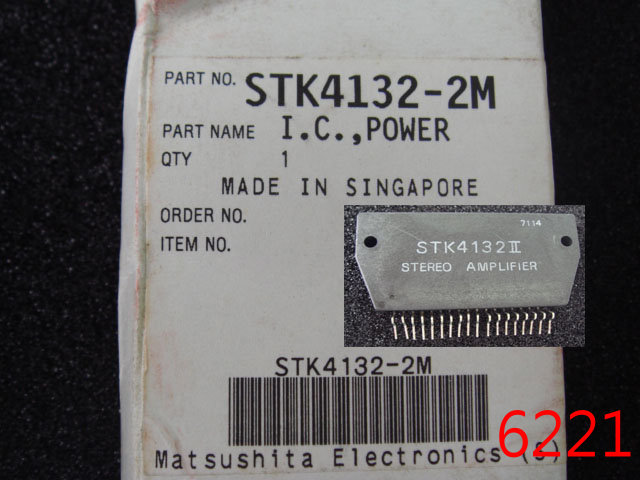 PART NO. STK4132-2M
PART NAME I.C.,POWER
QTY 1
MADE IN SINGAPORE
ORDER NO.
ITEM NO.
7114
STK4132II
STEREO AMPLIFIER
STK4132-2M
6221
Matsushita Electronics (S)